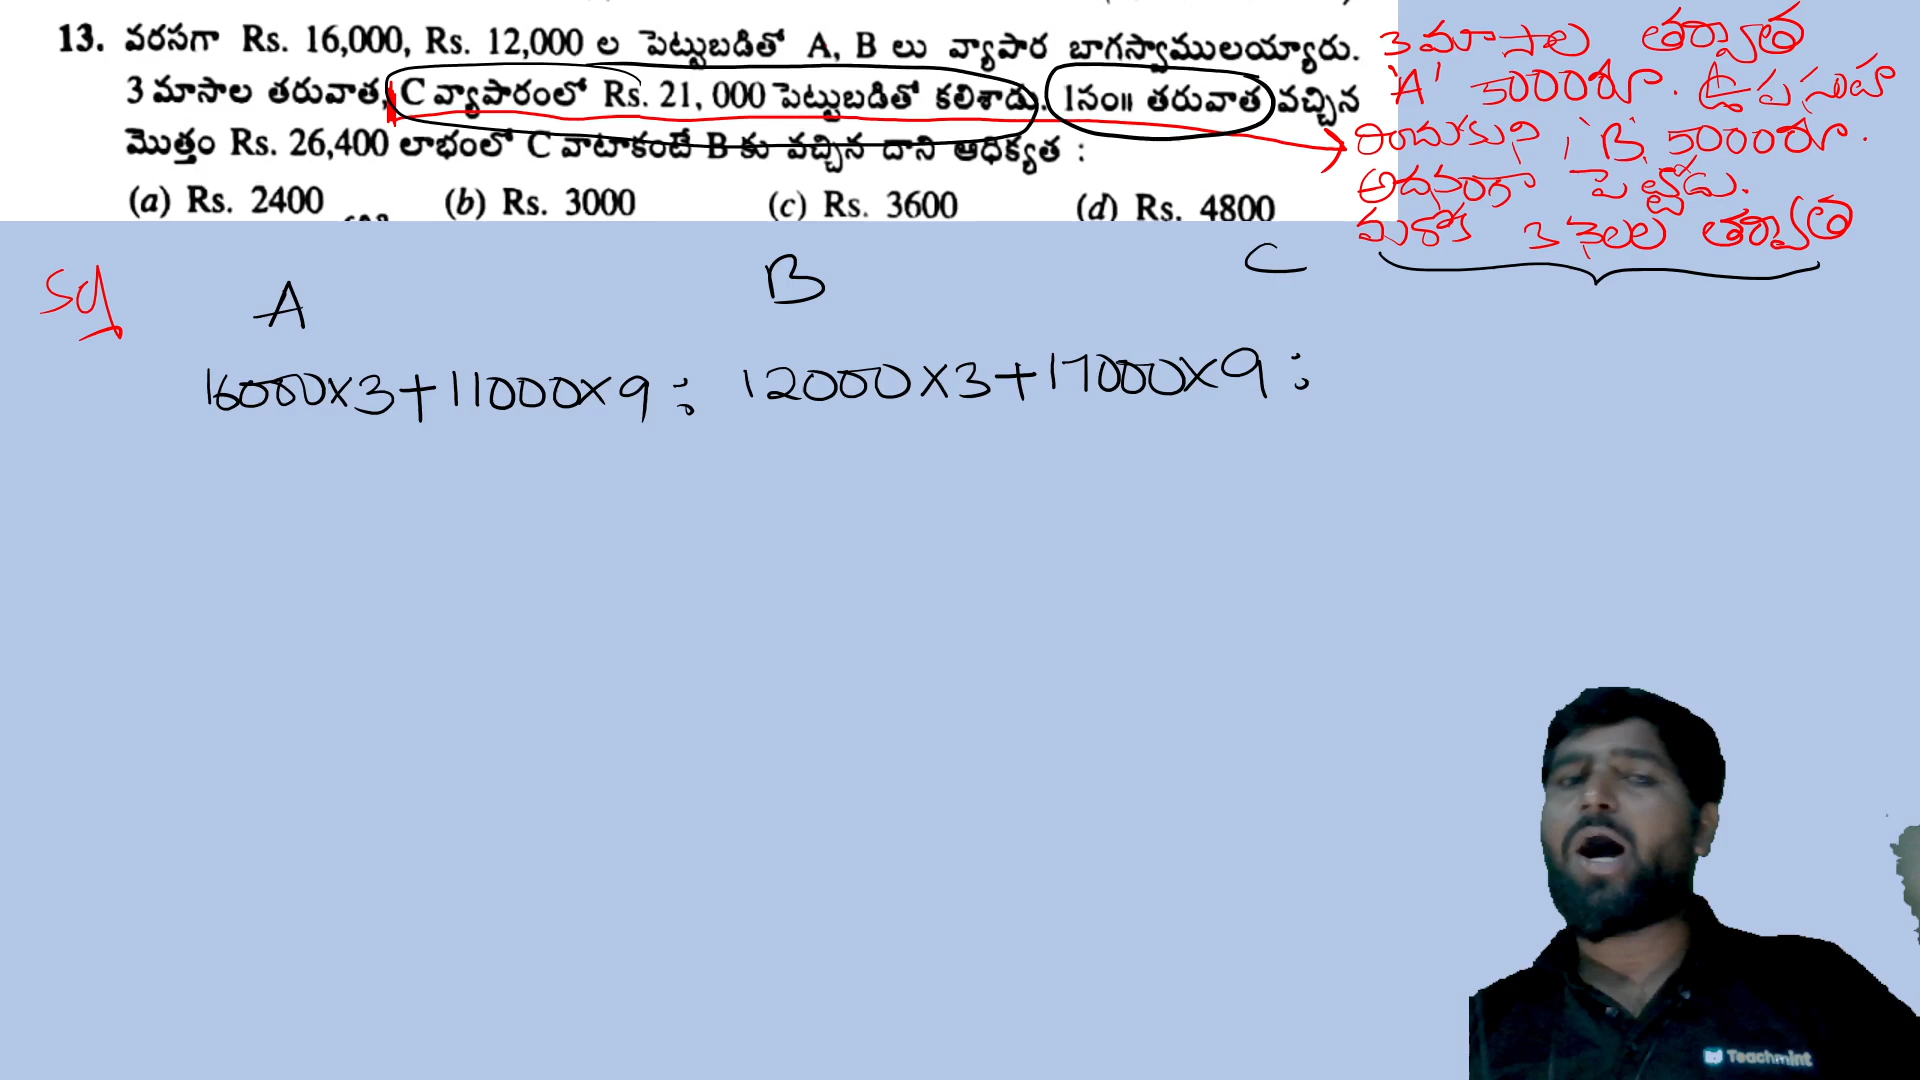 13. వరసగా Rs. 16,000, Rs. 12,000 ల పెట్టుబడితో A, B లు వ్యాపార బాగస్వాములయ్యారు.
3 మాసాల తరువాత, C వ్యాపారంలో Rs. 21, 000 పెట్టుబడితో కలిశాడు. 1సం॥ తరువాత వచ్చిన
మొత్తం Rs. 26,400 లాభంలో C వాటాకంటే B కు వచ్చిన దాని ఆధిక్యత :
(a) Rs. 2400 (b) Rs. 3000 (c) Rs. 3600 (d) Rs. 4800
3 మాసాల తర్వాత
'A' 5000రూ. ఉపసంహ
రించుకుని, 'B' 5000రూ.
అదనంగా పెట్టాడు.
మరొక 3 నెలల తర్వాత
Sol
A B C
16000×3+11000×9 : 12000×3+17000×9 :
Teachmint